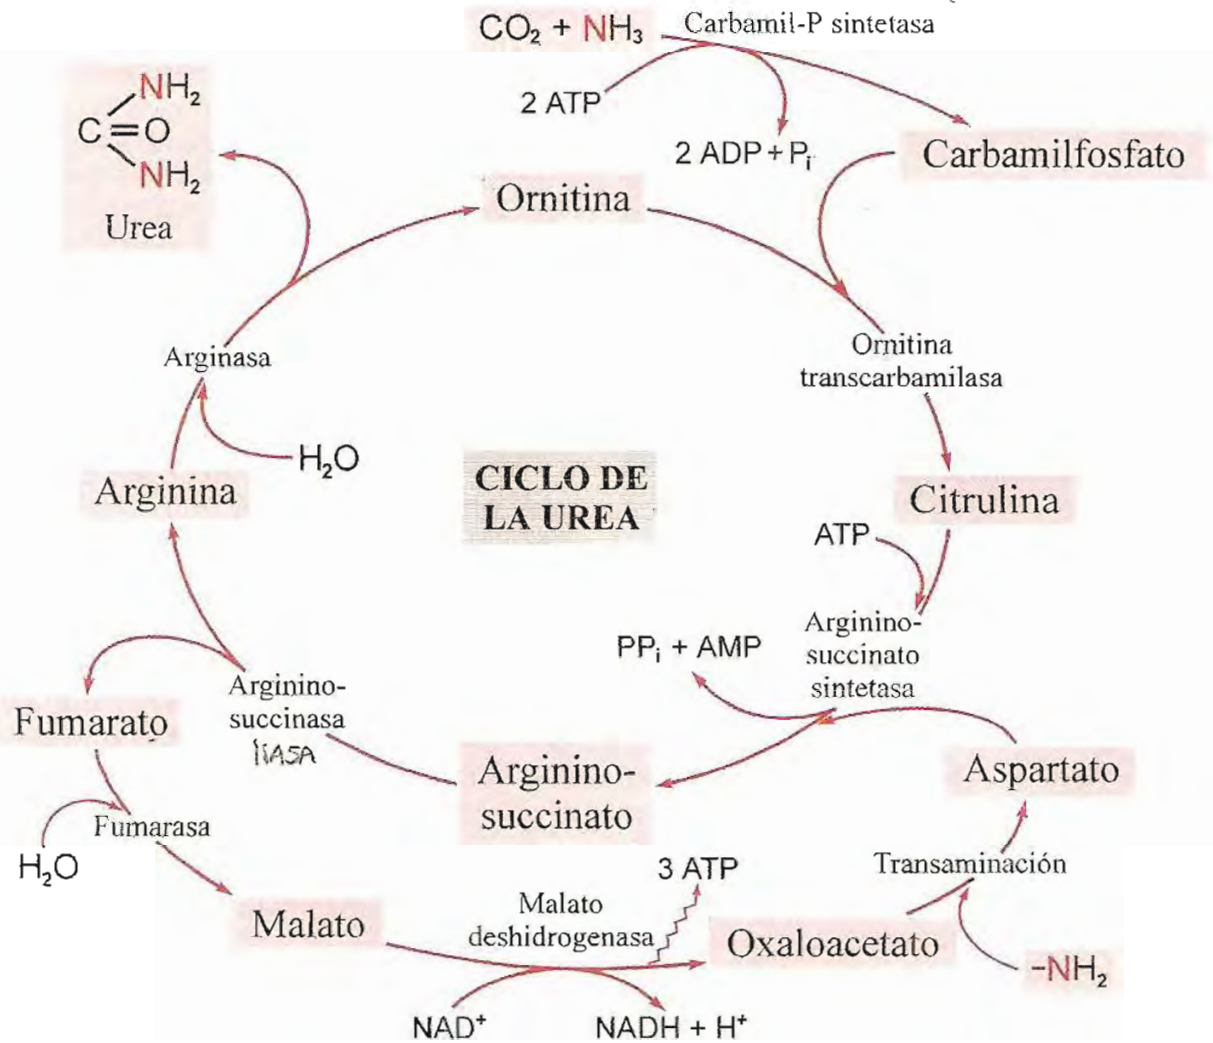 CO₂ + NH₃
Carbamil-P sintetasa
2 ATP
2 ADP + Pᵢ
Carbamilfosfato
NH₂
C=O
NH₂
Urea
Ornitina
Arginasa
Ornitina
transcarbamilasa
H₂O
Arginina
CICLO DE
LA UREA
Citrulina
ATP
Arginino-
succinato
sintetasa
PPᵢ + AMP
Arginino-
succinasa
Fumarato
Arginino-
succinato
Aspartato
Fumarasa
H₂O
Transaminación
3 ATP
Malato
Malato
deshidrogenasa
Oxaloacetato
–NH₂
NAD⁺
NADH + H⁺